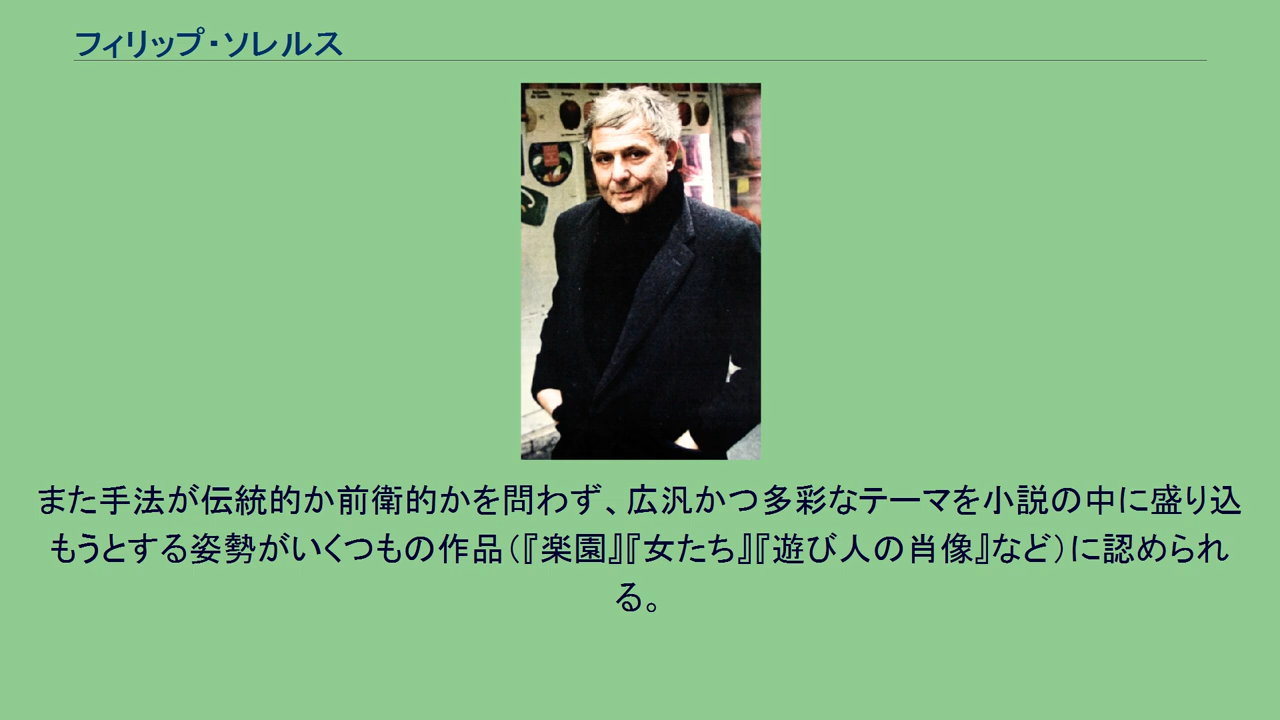 フィリップ・ソレルス
また手法が伝統的か前衛的かを問わず、広汎かつ多彩なテーマを小説の中に盛り込
もうとする姿勢がいくつもの作品（『楽園』『女たち』『遊び人の肖像』など）に認められ
る。